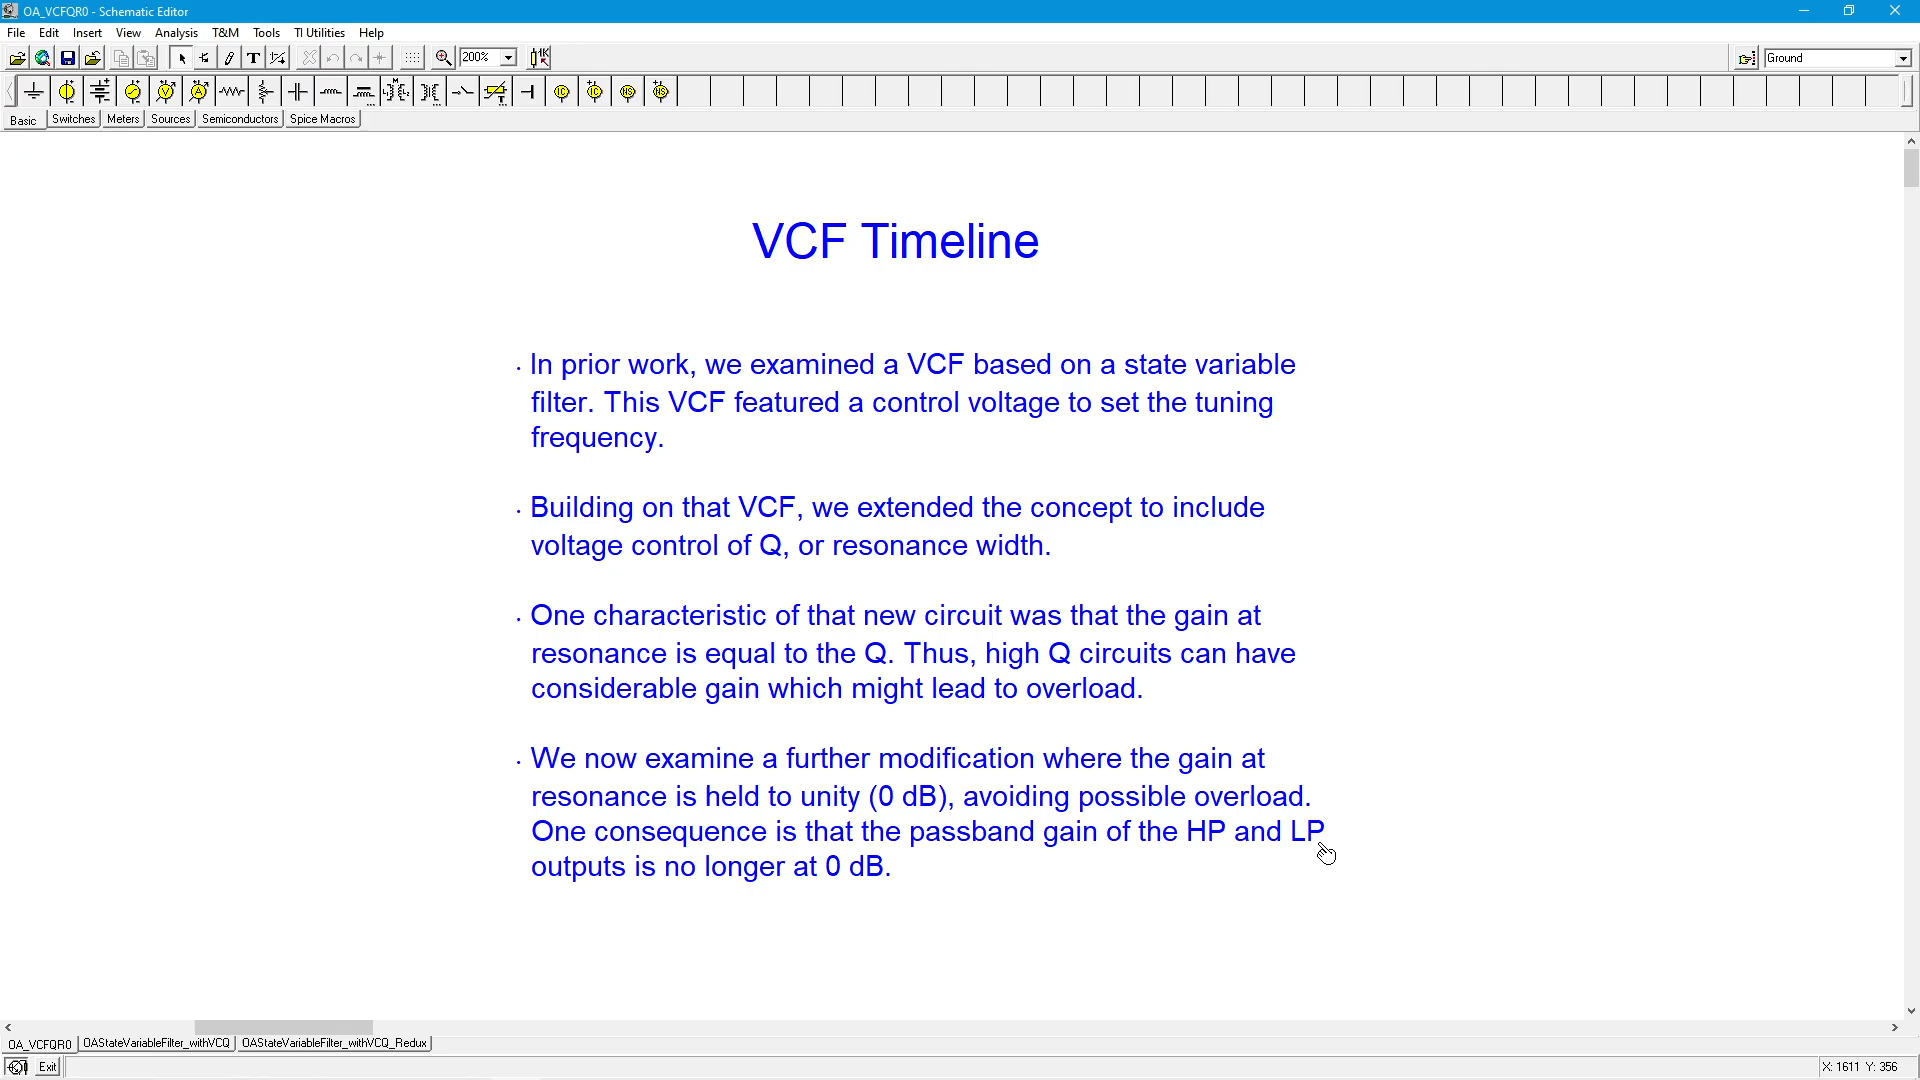 OA_VCFQR0 - Schematic Editor
File Edit Insert View Analysis T&M Tools TI Utilities Help
200%
1K
Ground
Basic Switches Meters Sources Semiconductors Spice Macros
VCF Timeline
· In prior work, we examined a VCF based on a state variable
filter. This VCF featured a control voltage to set the tuning
frequency.
· Building on that VCF, we extended the concept to include
voltage control of Q, or resonance width.
· One characteristic of that new circuit was that the gain at
resonance is equal to the Q. Thus, high Q circuits can have
considerable gain which might lead to overload.
· We now examine a further modification where the gain at
resonance is held to unity (0 dB), avoiding possible overload.
One consequence is that the passband gain of the HP and LP
outputs is no longer at 0 dB.
OA_VCFQR0 OAStateVariableFilter_withVCQ OAStateVariableFilter_withVCQ_Redux
Exit X: 1611 Y: 356